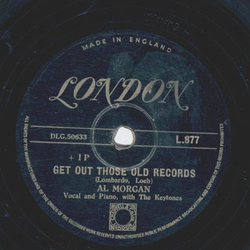 MADE IN ENGLAND
LONDON
DLG.50633
L.877
+1P
GET OUT THOSE OLD RECORDS
(Lombardo, Loeb)
AL MORGAN
Vocal and Piano, with The Keytones